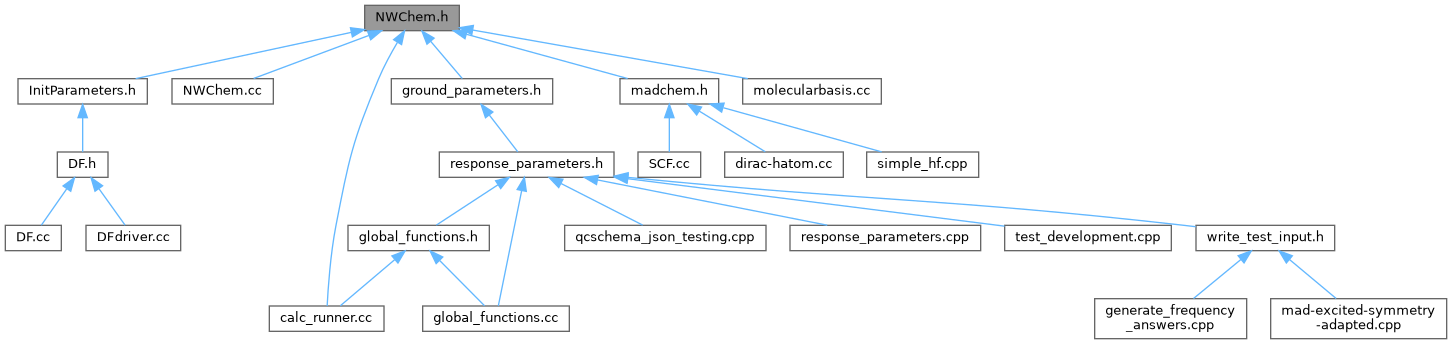 NWChem.h
InitParameters.h
NWChem.cc
ground_parameters.h
madchem.h
molecularbasis.cc
DF.h
response_parameters.h
SCF.cc
dirac-hatom.cc
simple_hf.cpp
DF.cc
DFdriver.cc
global_functions.h
qcschema_json_testing.cpp
response_parameters.cpp
test_development.cpp
write_test_input.h
calc_runner.cc
global_functions.cc
generate_frequency
_answers.cpp
mad-excited-symmetry
-adapted.cpp